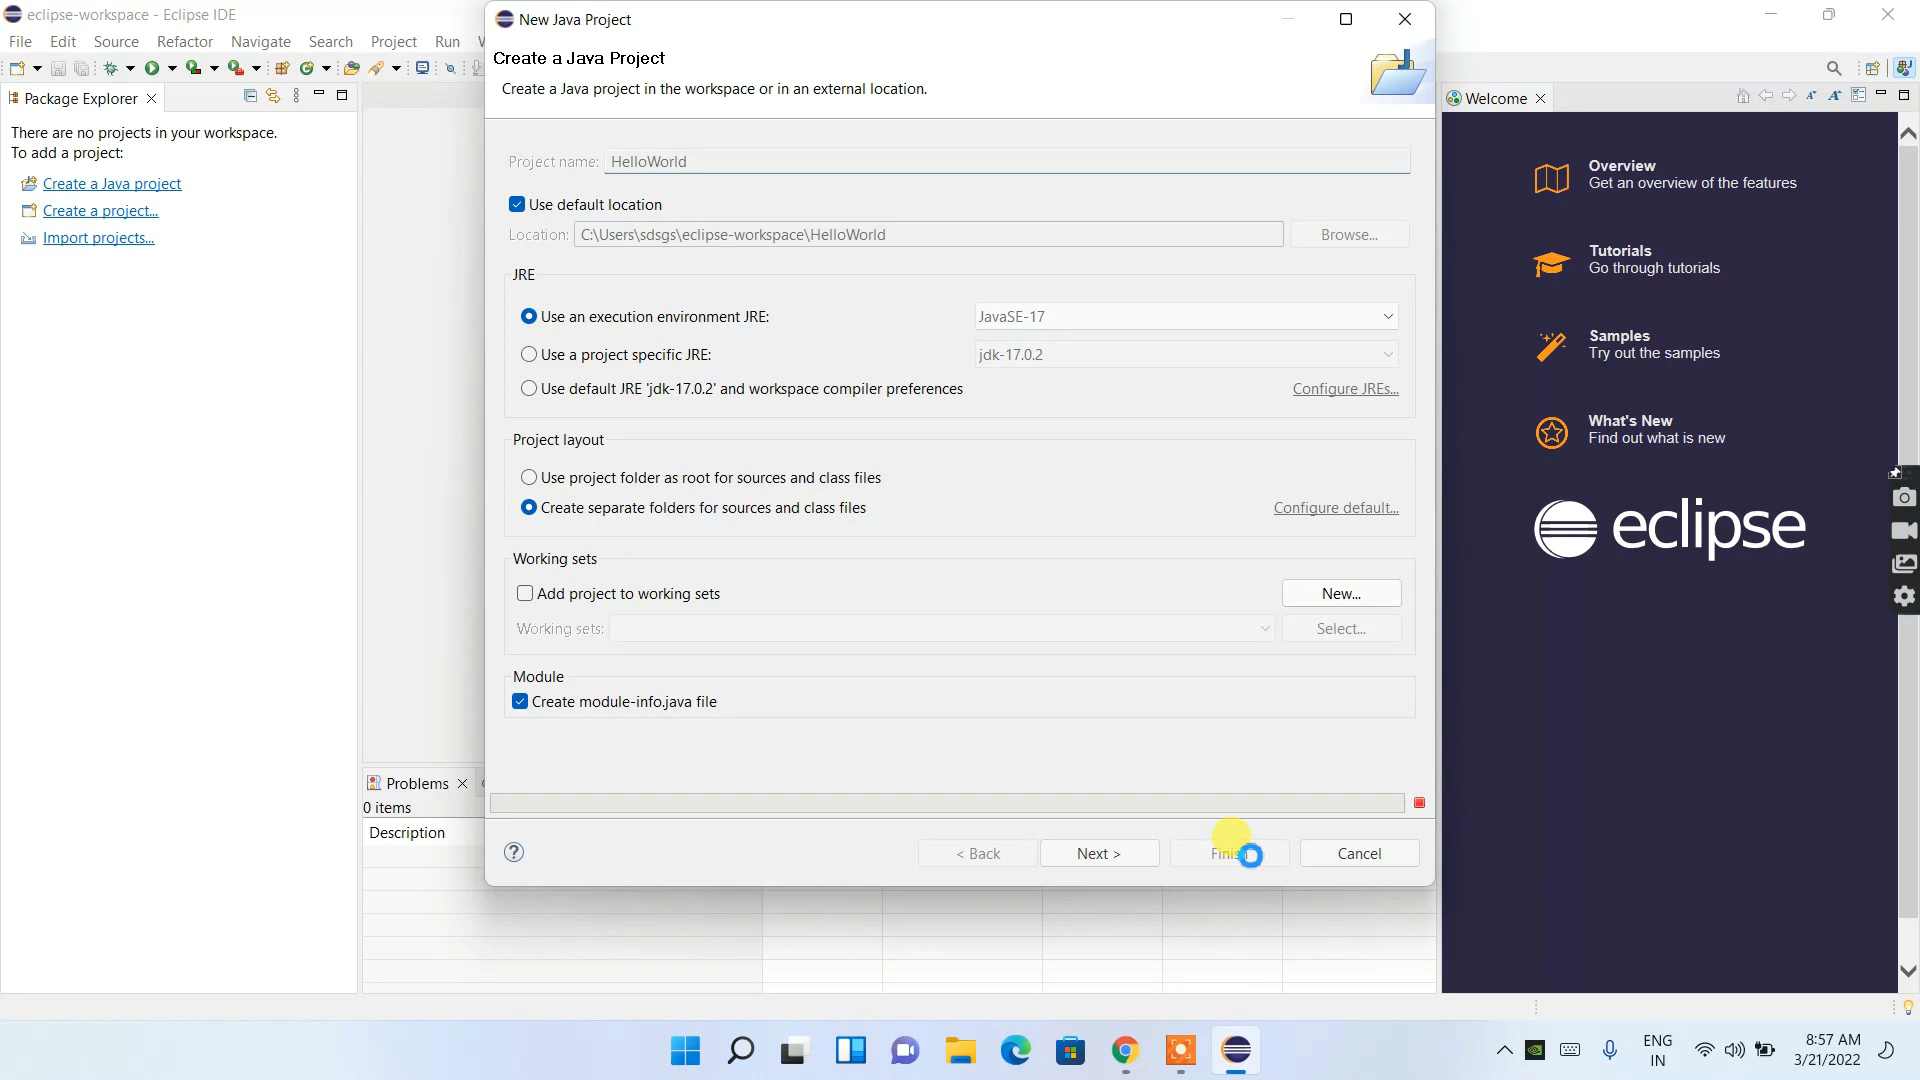 eclipse-workspace - Eclipse IDE
File Edit Source Refactor Navigate Search Project Run
Package Explorer
There are no projects in your workspace.
To add a project:
Create a Java project
Create a project...
Import projects...
New Java Project
Create a Java Project
Create a Java project in the workspace or in an external location.
Project name: HelloWorld
Use default location
Location: C:\Users\sdsgs\eclipse-workspace\HelloWorld Browse...
JRE
Use an execution environment JRE: JavaSE-17
Use a project specific JRE: jdk-17.0.2
Use default JRE 'jdk-17.0.2' and workspace compiler preferences Configure JREs...
Project layout
Use project folder as root for sources and class files
Create separate folders for sources and class files Configure default...
Working sets
Add project to working sets New...
Working sets: Select...
Module
Create module-info.java file
< Back Next > Finish Cancel
Problems
0 items
Description
Welcome
Overview
Get an overview of the features
Tutorials
Go through tutorials
Samples
Try out the samples
What's New
Find out what is new
eclipse
ENG
IN
8:57 AM
3/21/2022